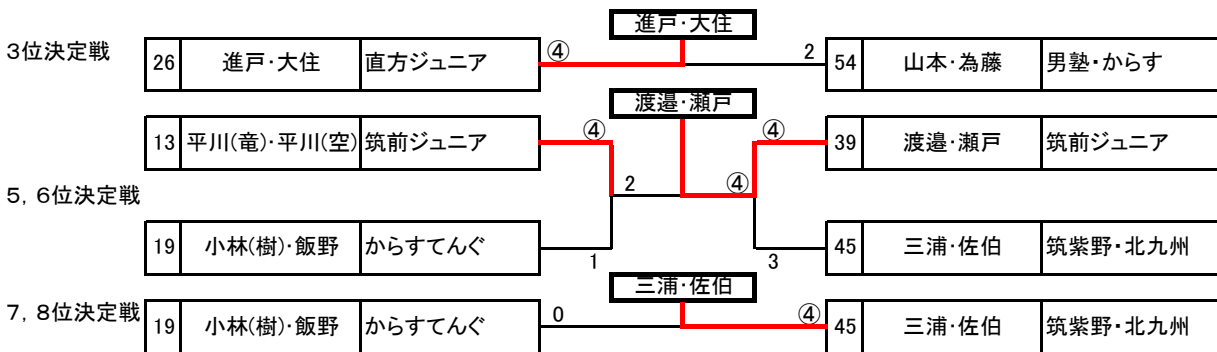 進戸・大住
3位決定戦 26 進戸・大住 直方ジュニア ④ 2 54 山本・為藤 男塾・からす
渡邉・瀬戸
13 平川(竜)・平川(空) 筑前ジュニア ④ ④ 39 渡邉・瀬戸 筑前ジュニア
5, 6位決定戦 2 ④
19 小林(樹)・飯野 からすてんぐ 1 3 45 三浦・佐伯 筑紫野・北九州
三浦・佐伯
7, 8位決定戦 19 小林(樹)・飯野 からすてんぐ 0 ④ 45 三浦・佐伯 筑紫野・北九州